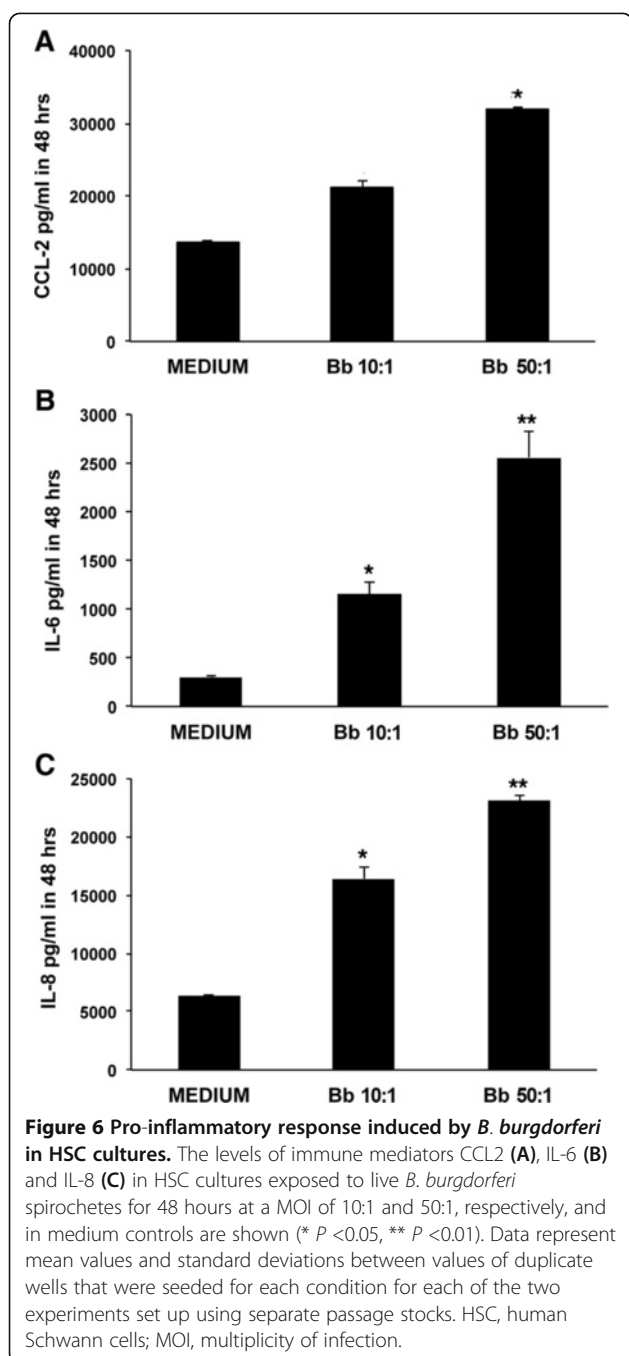 A
40000
30000
20000
10000
0
CCL-2 pg/ml in 48 hrs
*
MEDIUM Bb 10:1 Bb 50:1
B
3000
2500
2000
1500
1000
500
0
IL-6 pg/ml in 48 hrs
*
**
MEDIUM Bb 10:1 Bb 50:1
C
25000
20000
15000
10000
5000
0
IL-8 pg/ml in 48 hrs
*
**
MEDIUM Bb 10:1 Bb 50:1
Figure 6 Pro-inflammatory response induced by B. burgdorferi
in HSC cultures. The levels of immune mediators CCL2 (A), IL-6 (B)
and IL-8 (C) in HSC cultures exposed to live B. burgdorferi
spirochetes for 48 hours at a MOI of 10:1 and 50:1, respectively, and
in medium controls are shown (* P <0.05, ** P <0.01). Data represent
mean values and standard deviations between values of duplicate
wells that were seeded for each condition for each of the two
experiments set up using separate passage stocks. HSC, human
Schwann cells; MOI, multiplicity of infection.